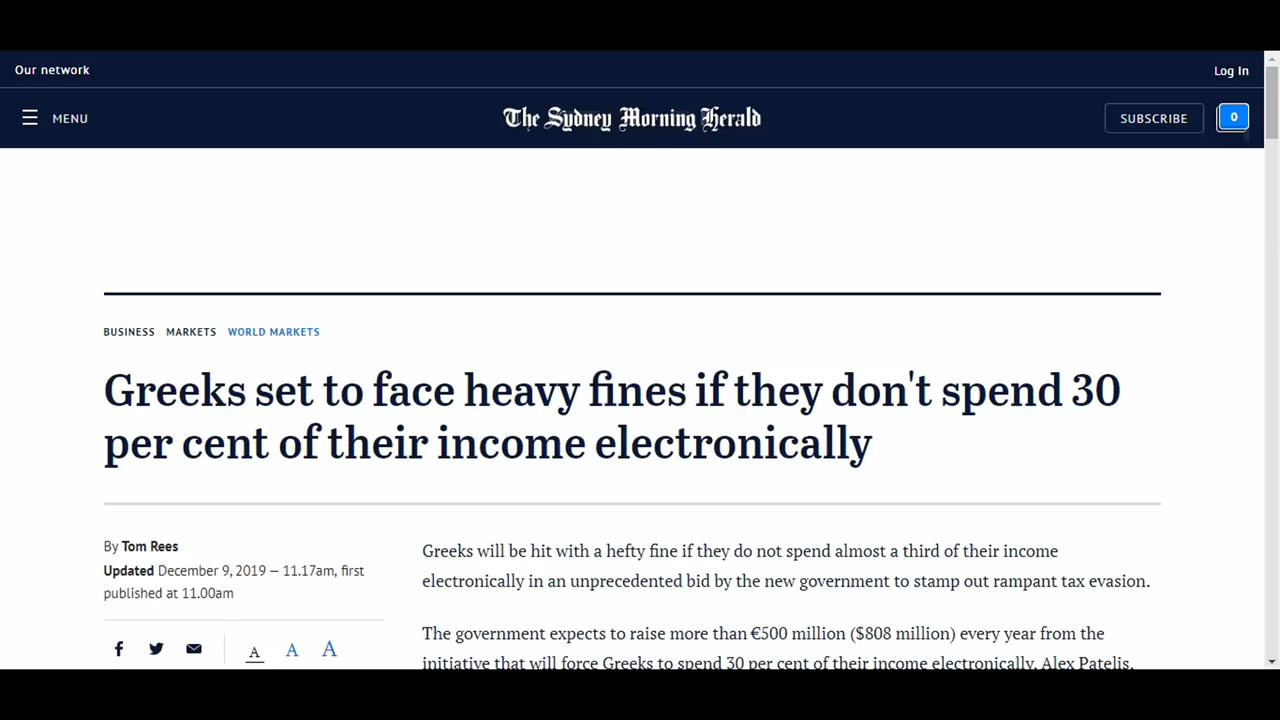 Our network
Log In
MENU
The Sydney Morning Herald
SUBSCRIBE
0
BUSINESS MARKETS WORLD MARKETS
Greeks set to face heavy fines if they don't spend 30
per cent of their income electronically
By Tom Rees
Updated December 9, 2019 — 11.17am, first
published at 11.00am
A A A
Greeks will be hit with a hefty fine if they do not spend almost a third of their income
electronically in an unprecedented bid by the new government to stamp out rampant tax evasion.
The government expects to raise more than €500 million ($808 million) every year from the
initiative that will force Greeks to spend 30 per cent of their income electronically, Alex Patelis,